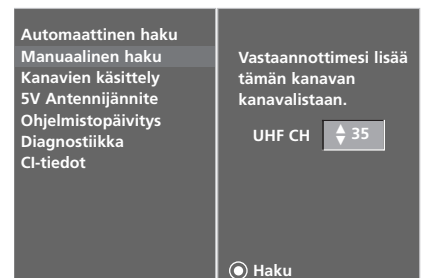 Automaattinen haku
Manuaalinen haku
Kanavien käsittely
5V Antennijännite
Ohjelmistopäivitys
Diagnostiikka
CI-tiedot
Vastaannottimesi lisää
tämän kanavan
kanavalistaan.
UHF CH 35
Haku